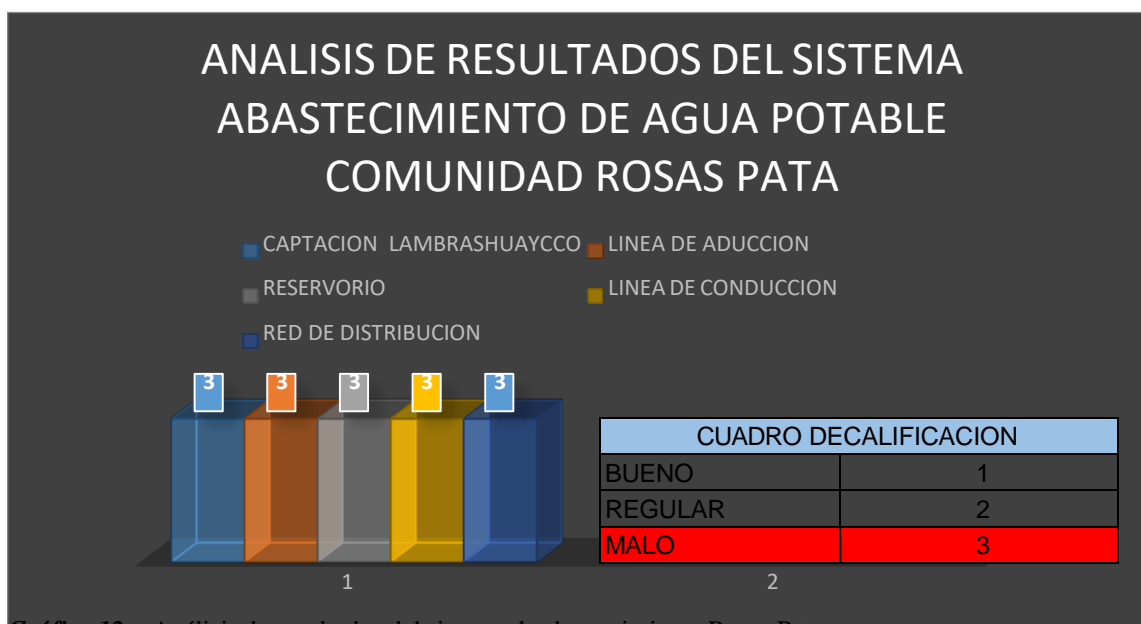 ANALISIS DE RESULTADOS DEL SISTEMA
ABASTECIMIENTO DE AGUA POTABLE
COMUNIDAD ROSAS PATA
CAPTACION LAMBRASHUAYCCO LINEA DE ADUCCION
RESERVORIO LINEA DE CONDUCCION
RED DE DISTRIBUCION
3 3 3 3 3
CUADRO DECALIFICACION
BUENO 1
REGULAR 2
MALO 3
1 2